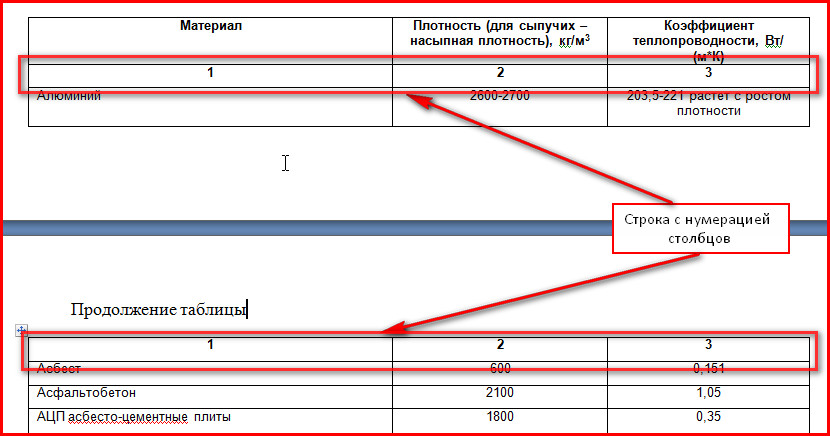 Материал Плотность (для сыпучих – Коэффициент
насыпная плотность), кг/м³ теплопроводности, Вт/
(м*К)
1 2 3
Алюминий 2600-2700 203,5-221 растет с ростом
плотности
Строка с нумерацией
столбцов
Продолжение таблицы
1 2 3
Асбест 600 0,151
Асфальтобетон 2100 1,05
АЦП асбесто-цементные плиты 1800 0,35